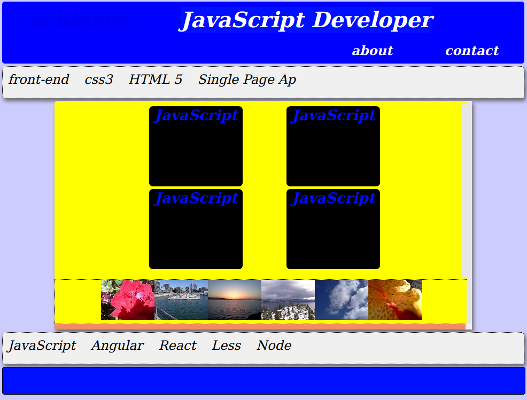 JavaScript Developer
about contact
front-end css3 HTML 5 Single Page Ap
JavaScript JavaScript
JavaScript JavaScript
JavaScript Angular React Less Node